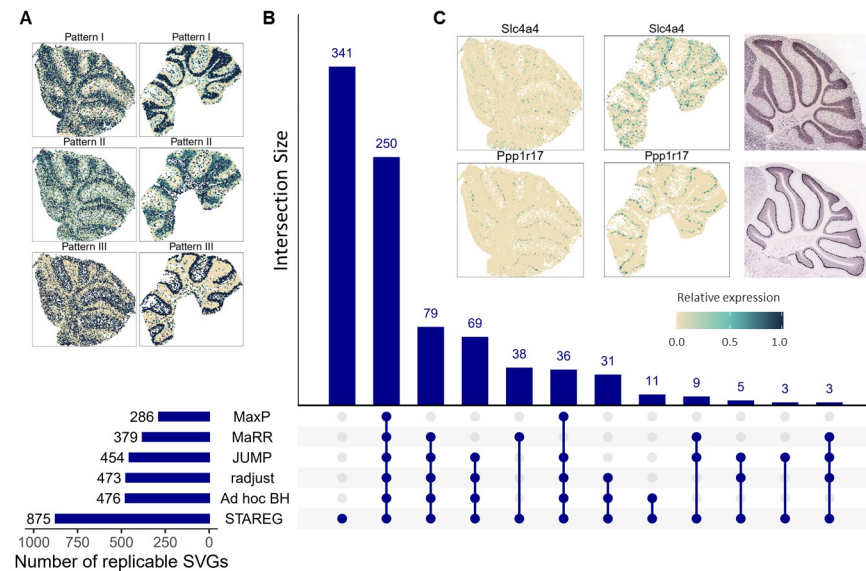 A
Pattern I
Pattern I
Pattern II
Pattern II
Pattern III
Pattern III
B
Intersection Size
341
250
79
69
38
36
31
11
9
5
3
3
C
Slc4a4
Slc4a4
Ppp1r17
Ppp1r17
Relative expression
0.0
0.5
1.0
286
MaxP
379
MaRR
454
JUMP
473
radjust
476
Ad hoc BH
875
STAREG
1000
750
500
250
0
Number of replicable SVGs